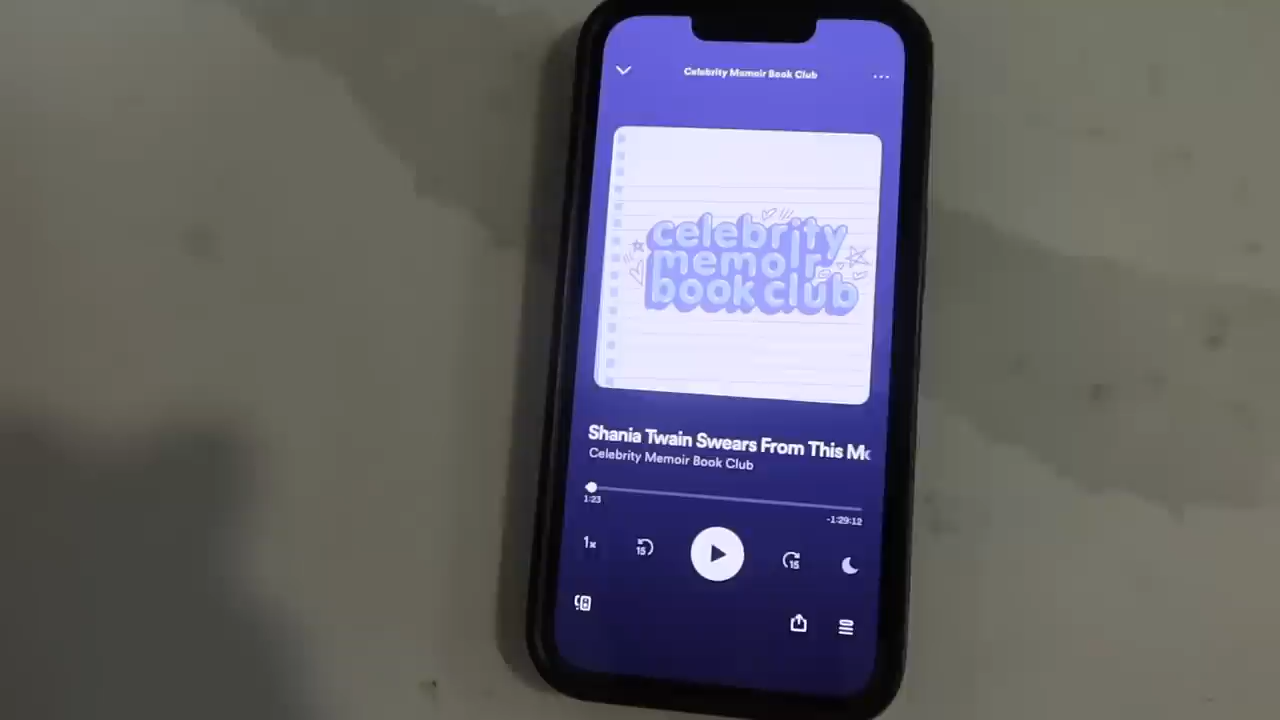 Celebrity Memoir Book Club
celebrity
memoir
book club
Shania Twain Swears From This Mo
Celebrity Memoir Book Club
1:23
-1:29:12
1x
15
15